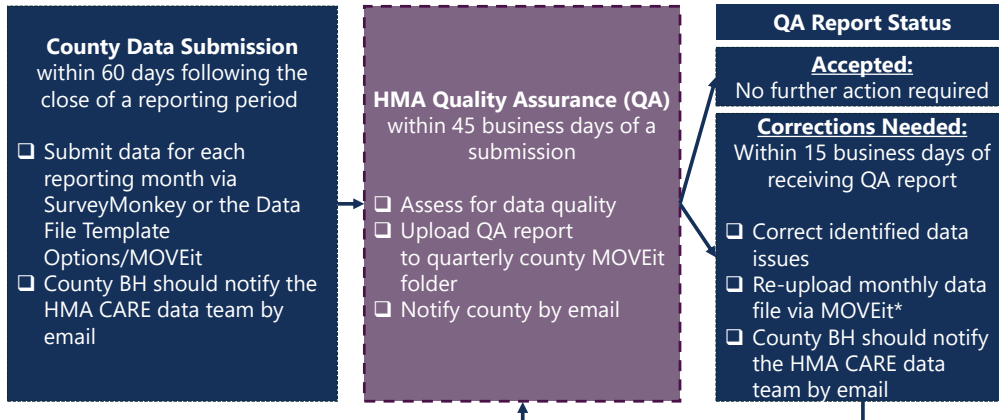 County Data Submission
within 60 days following the
close of a reporting period
❑ Submit data for each
reporting month via
SurveyMonkey or the Data
File Template
Options/MOVEit
❑ County BH should notify the
HMA CARE data team by
email
HMA Quality Assurance (QA)
within 45 business days of a
submission
❑ Assess for data quality
❑ Upload QA report
to quarterly county MOVEit
folder
❑ Notify county by email
QA Report Status
Accepted:
No further action required
Corrections Needed:
Within 15 business days of
receiving QA report
❑ Correct identified data
issues
❑ Re-upload monthly data
file via MOVEit*
❑ County BH should notify
the HMA CARE data
team by email